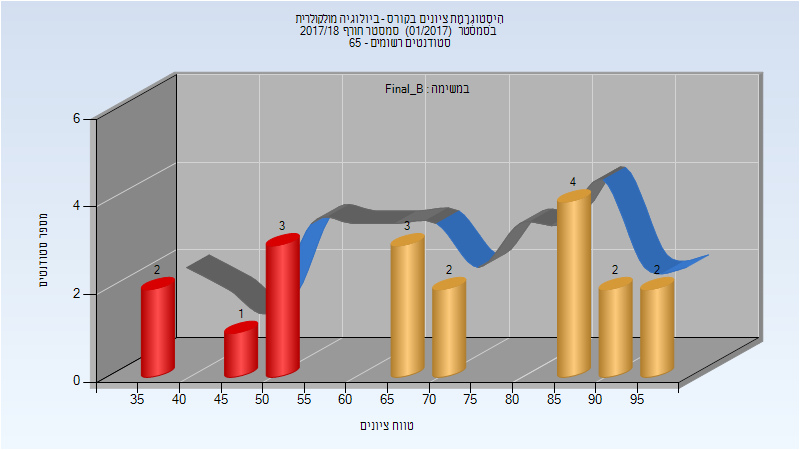 היסטוגרמת ציונים בקורס - ביולוגיה מולקולרית
בסמסטר (01/2017) סמסטר חורף 2017/18
סטודנטים רשומים - 65
במשימה : Final_B
מספר סטודנטים
6
4
2
0
2
1
3
3
2
4
2
2
35 40 45 50 55 60 65 70 75 80 85 90 95
טווח ציונים